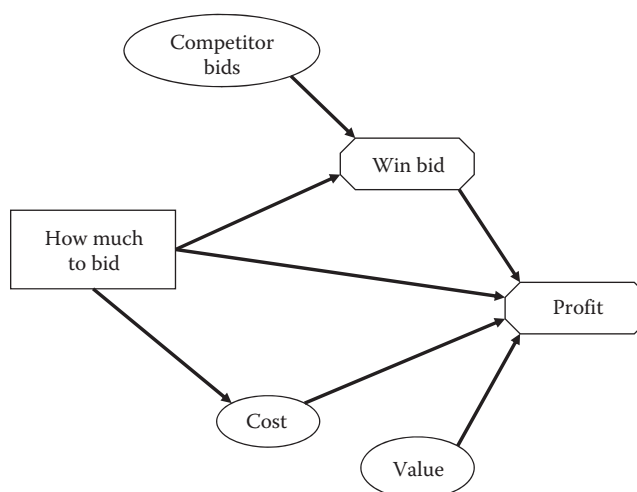 Competitor
bids
Win bid
How much
to bid
Profit
Cost
Value